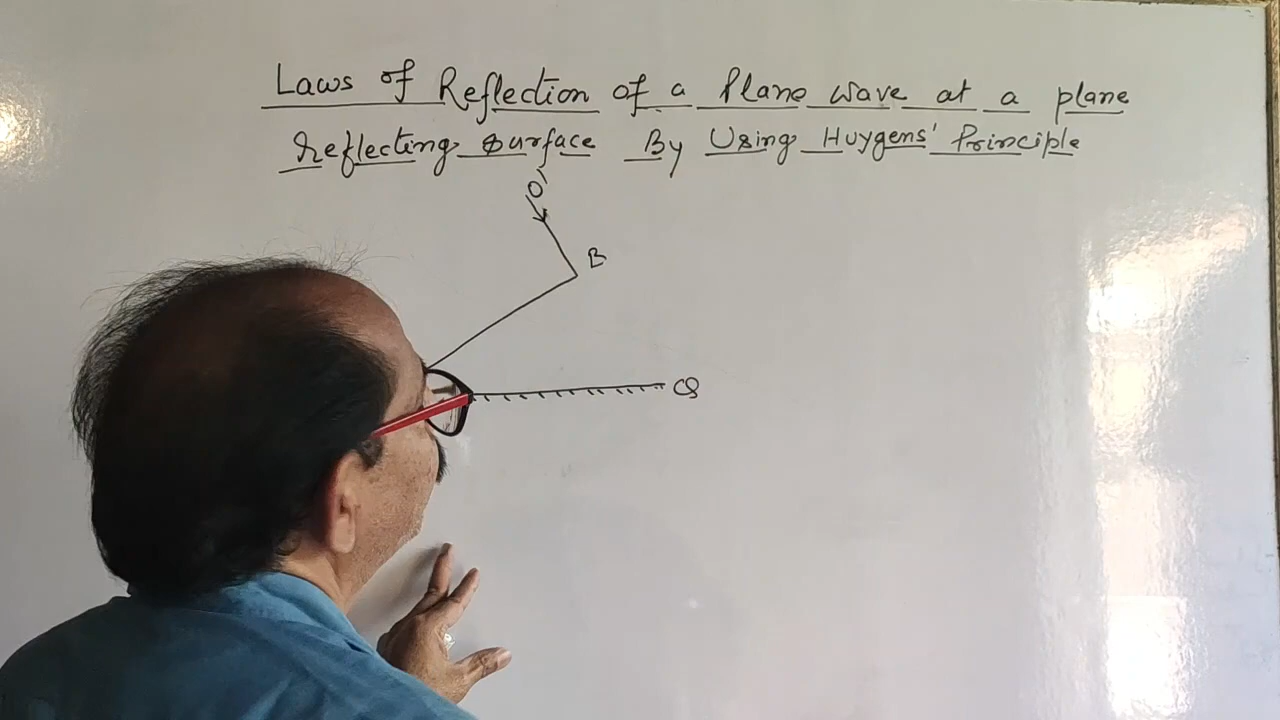 Laws of Reflection of a Plane wave at a plane
Reflecting surface By Using Huygens' Principle
O'
B
Q